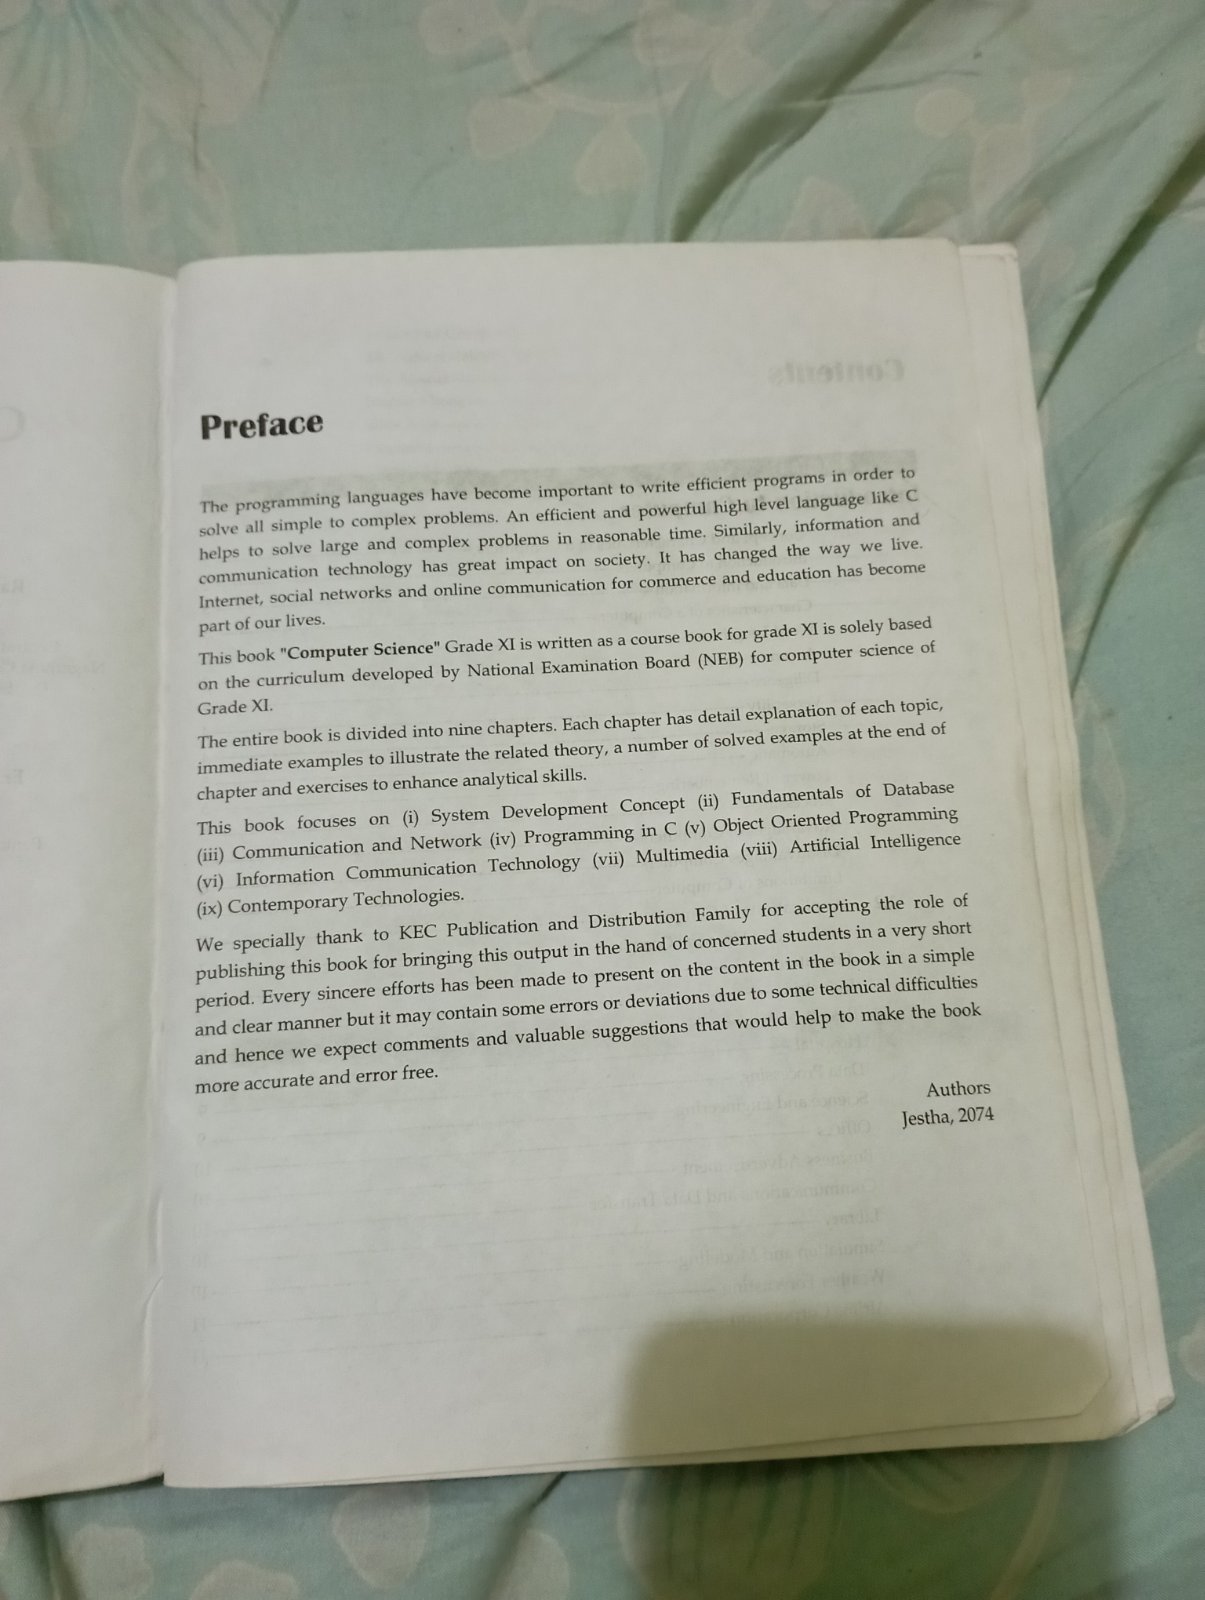 Preface
The programming languages have become important to write efficient programs in order to
solve all simple to complex problems. An efficient and powerful high level language like C
helps to solve large and complex problems in reasonable time. Similarly, information and
communication technology has great impact on society. It has changed the way we live.
Internet, social networks and online communication for commerce and education has become
part of our lives.
This book "Computer Science" Grade XI is written as a course book for grade XI is solely based
on the curriculum developed by National Examination Board (NEB) for computer science of
Grade XI.
The entire book is divided into nine chapters. Each chapter has detail explanation of each topic,
immediate examples to illustrate the related theory, a number of solved examples at the end of
chapter and exercises to enhance analytical skills.
This book focuses on (i) System Development Concept (ii) Fundamentals of Database
(iii) Communication and Network (iv) Programming in C (v) Object Oriented Programming
(vi) Information Communication Technology (vii) Multimedia (viii) Artificial Intelligence
(ix) Contemporary Technologies.
We specially thank to KEC Publication and Distribution Family for accepting the role of
publishing this book for bringing this output in the hand of concerned students in a very short
period. Every sincere efforts has been made to present on the content in the book in a simple
and clear manner but it may contain some errors or deviations due to some technical difficulties
and hence we expect comments and valuable suggestions that would help to make the book
more accurate and error free.
Authors
Jestha, 2074